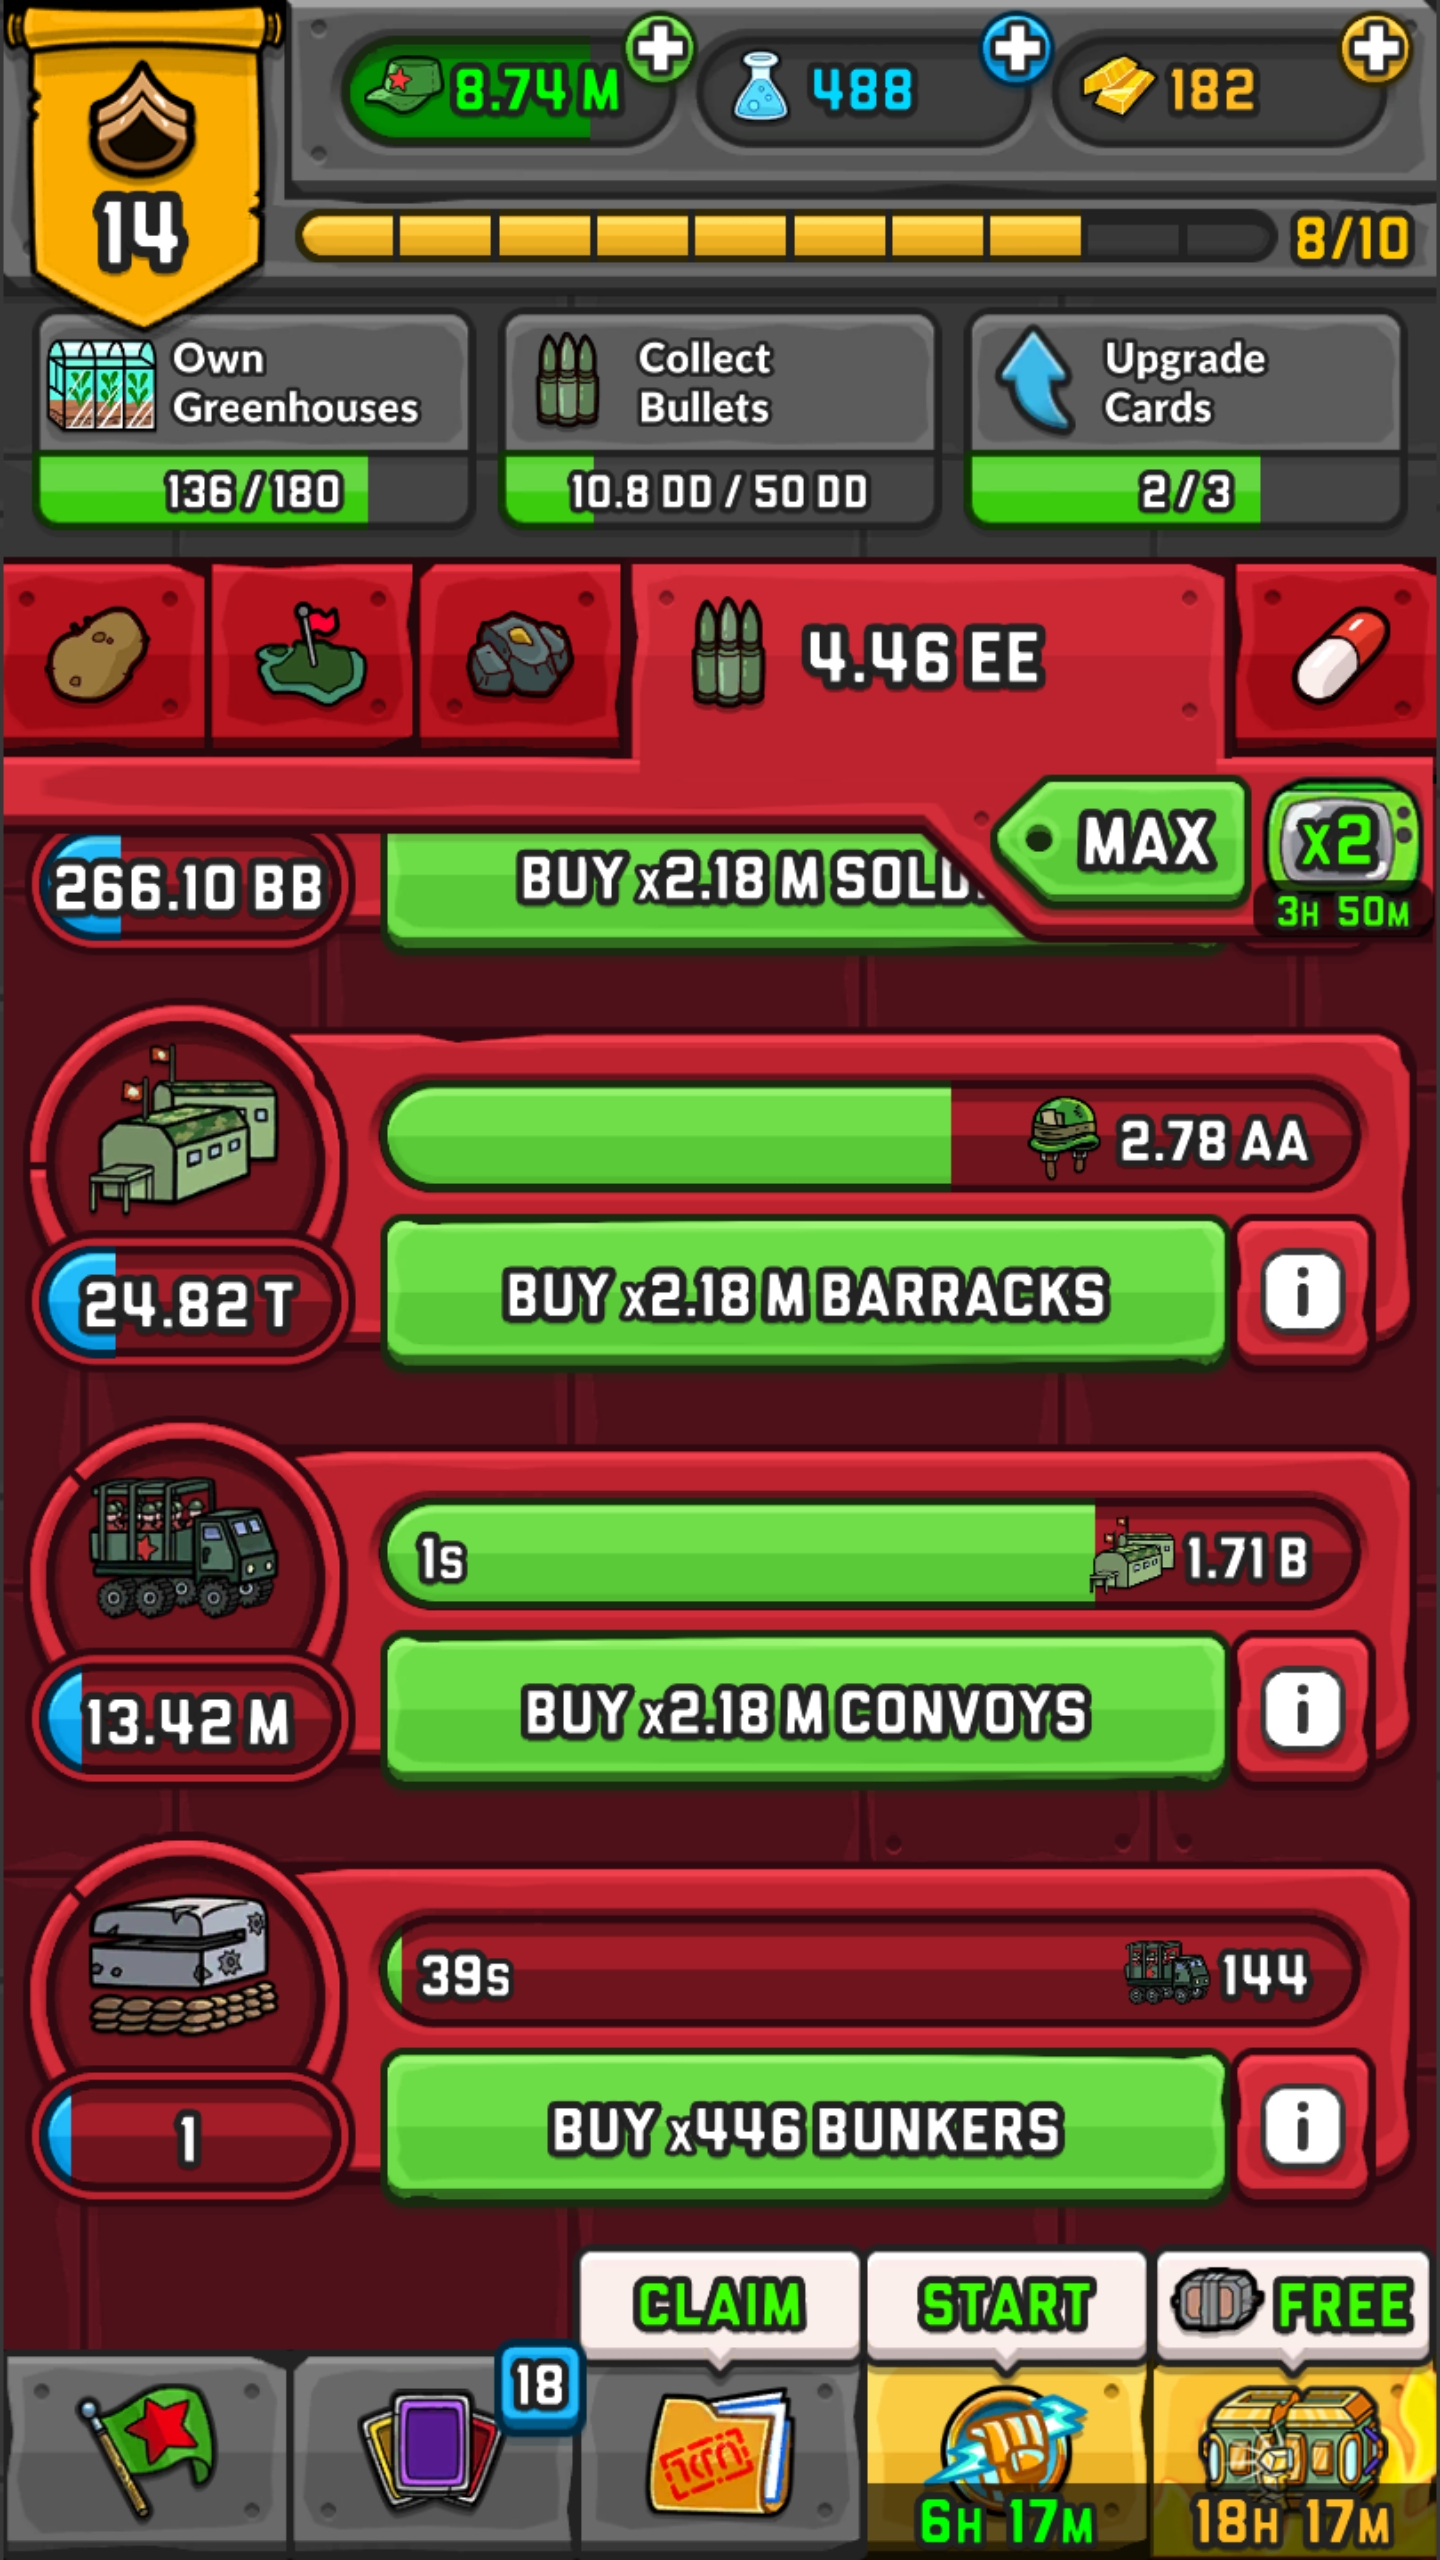 14
8.74 M
488
182
8/10
Own
Greenhouses
136 / 180
Collect
Bullets
10.8 DD / 50 DD
Upgrade
Cards
2 / 3
4.46 EE
MAX
x2
3H 50M
266.10 BB
BUY x2.18 M
2.78 AA
24.82 T
BUY x2.18 M BARRACKS
i
1s
1.71 B
13.42 M
BUY x2.18 M CONVOYS
i
39s
144
1
BUY x446 BUNKERS
i
CLAIM
START
FREE
18
6H 17M
18H 17M